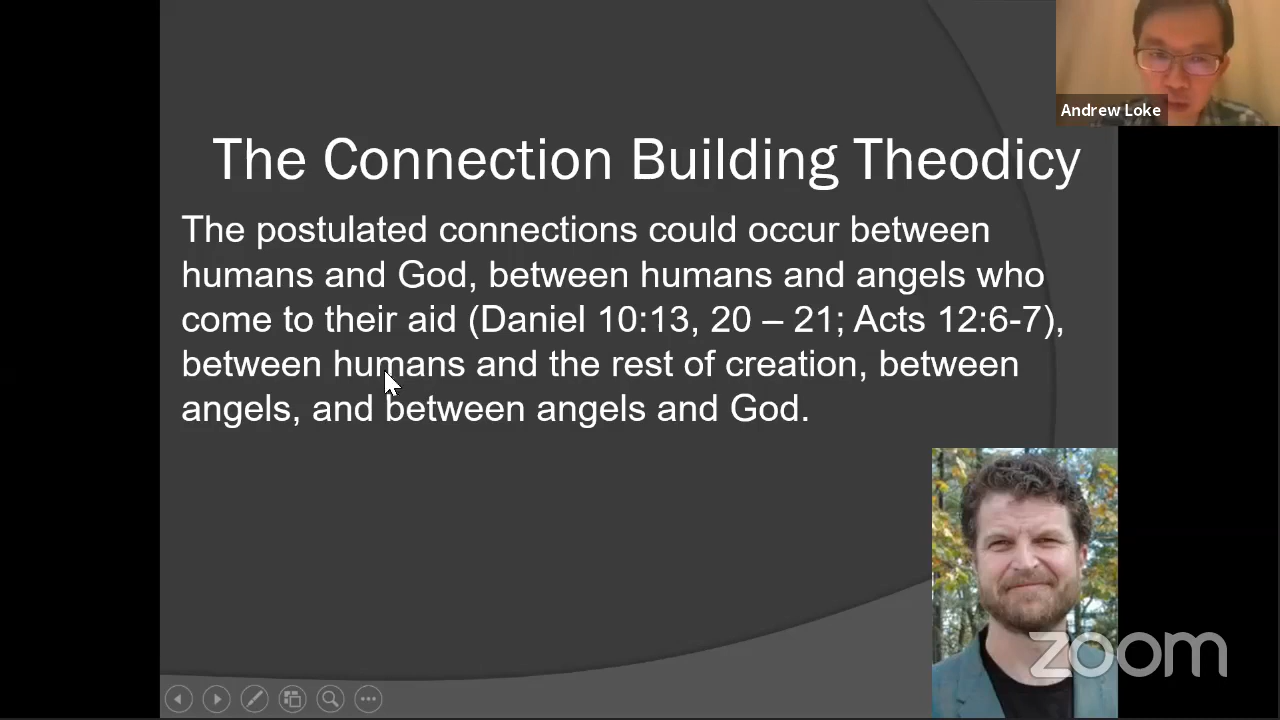 Andrew Loke
The Connection Building Theodicy
The postulated connections could occur between
humans and God, between humans and angels who
come to their aid (Daniel 10:13, 20 – 21; Acts 12:6-7),
between humans and the rest of creation, between
angels, and between angels and God.
zoom